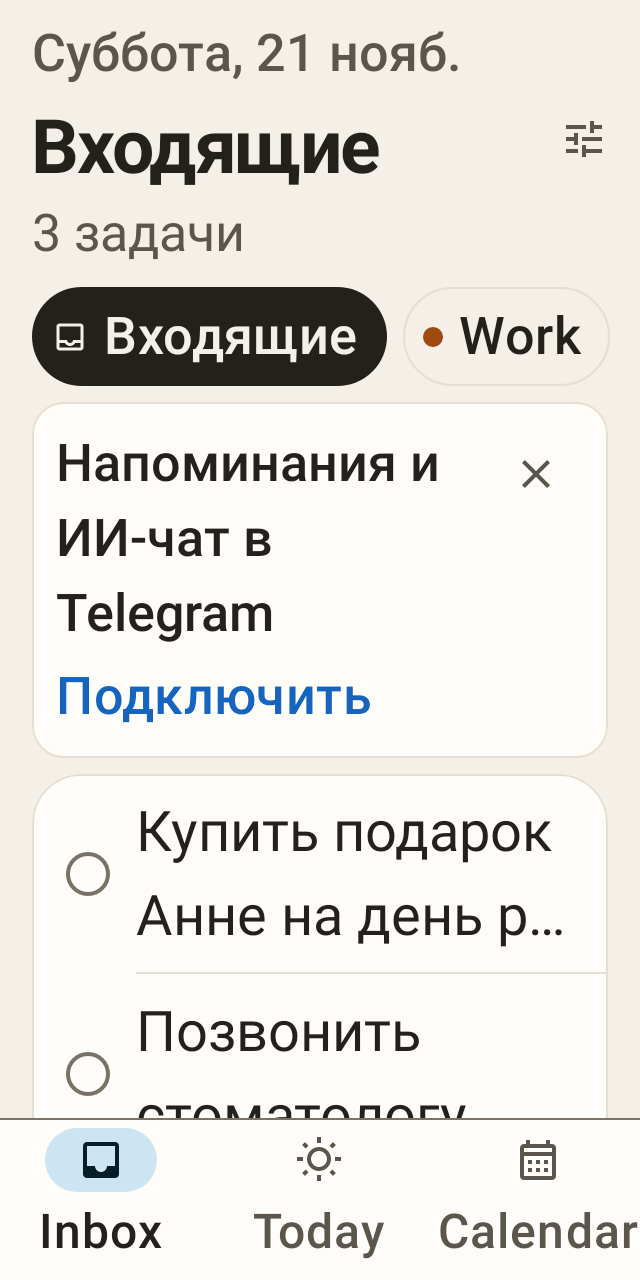 Суббота, 21 нояб.
Входящие
3 задачи
Входящие
Work
Напоминания и
ИИ-чат в
Telegram
Подключить
Купить подарок
Анне на день р…
Позвонить
стоматологу
Inbox
Today
Calendar